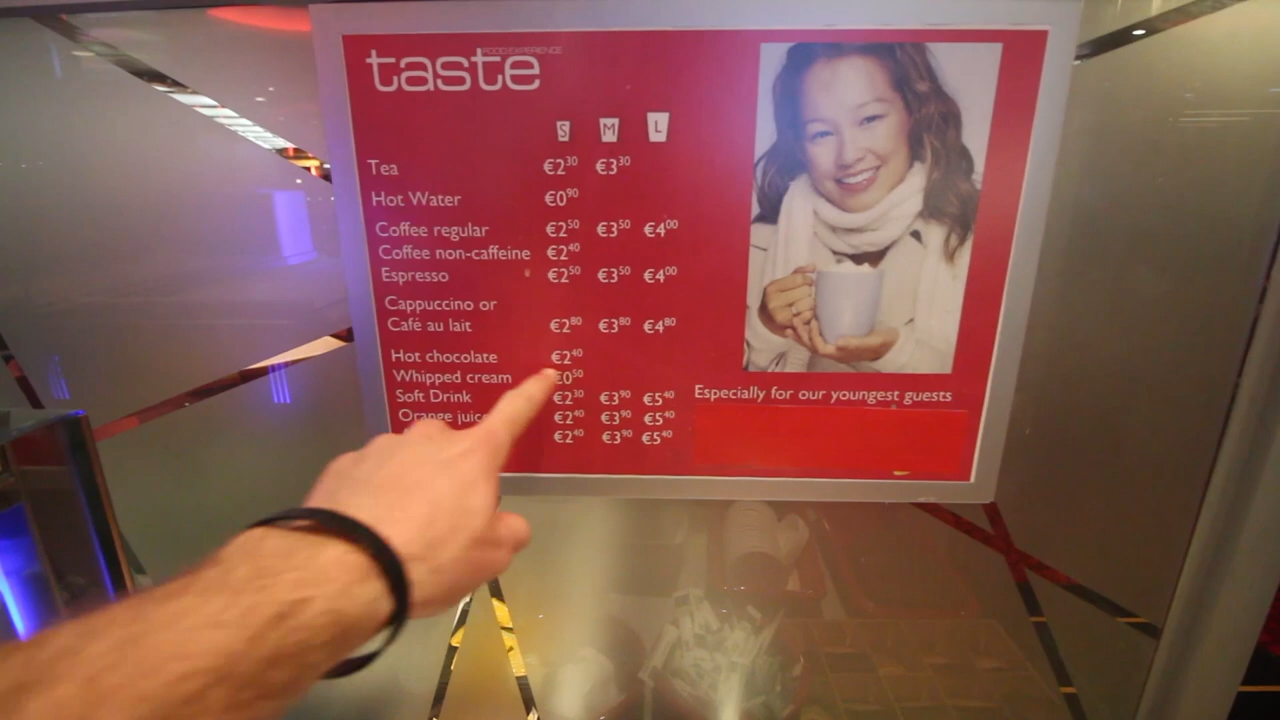 FOOD EXPERIENCE
taste
S M L
Tea €2³⁰ €3³⁰
Hot Water €0⁹⁰
Coffee regular €2⁵⁰ €3⁵⁰ €4⁰⁰
Coffee non-caffeine €2⁴⁰
Espresso €2⁵⁰ €3⁵⁰ €4⁰⁰
Cappuccino or
Café au lait €2⁸⁰ €3⁸⁰ €4⁸⁰
Hot chocolate €2⁴⁰
Whipped cream €0⁵⁰
Soft Drink €2³⁰ €3⁹⁰ €5⁴⁰
Orange juice €2⁴⁰ €3⁹⁰ €5⁴⁰
€2⁴⁰ €3⁹⁰ €5⁴⁰
Especially for our youngest guests